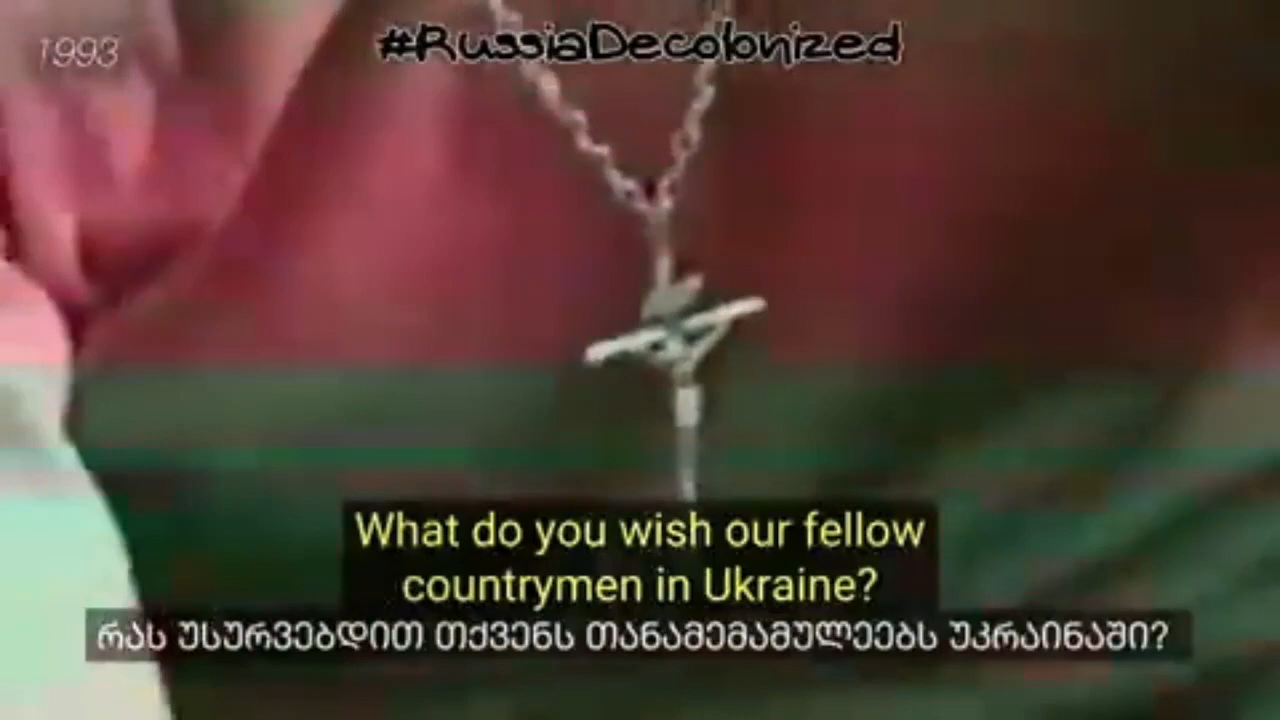 1993
#RussiaDecolonized
What do you wish our fellow
countrymen in Ukraine?
რას უსურვებდით თქვენს თანამემამულეებს უკრაინაში?